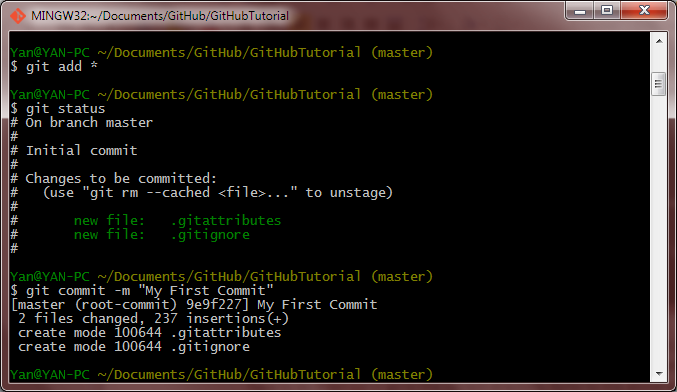 MINGW32:~/Documents/GitHub/GitHubTutorial
Yan@YAN-PC ~/Documents/GitHub/GitHubTutorial (master)
$ git add *
Yan@YAN-PC ~/Documents/GitHub/GitHubTutorial (master)
$ git status
# On branch master
#
# Initial commit
#
# Changes to be committed:
#   (use "git rm --cached <file>..." to unstage)
#
#       new file:   .gitattributes
#       new file:   .gitignore
#
Yan@YAN-PC ~/Documents/GitHub/GitHubTutorial (master)
$ git commit -m "My First Commit"
[master (root-commit) 9e9f227] My First Commit
 2 files changed, 237 insertions(+)
 create mode 100644 .gitattributes
 create mode 100644 .gitignore
Yan@YAN-PC ~/Documents/GitHub/GitHubTutorial (master)